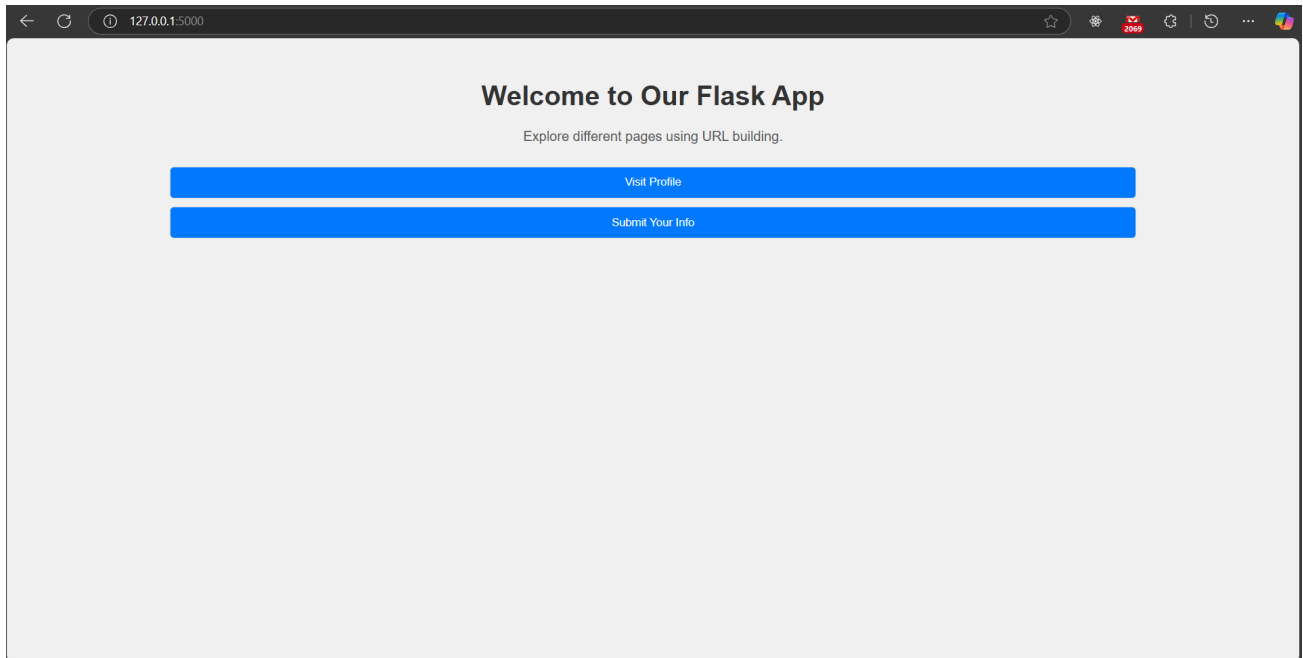 127.0.0.1:5000
2069
Welcome to Our Flask App
Explore different pages using URL building.
Visit Profile
Submit Your Info